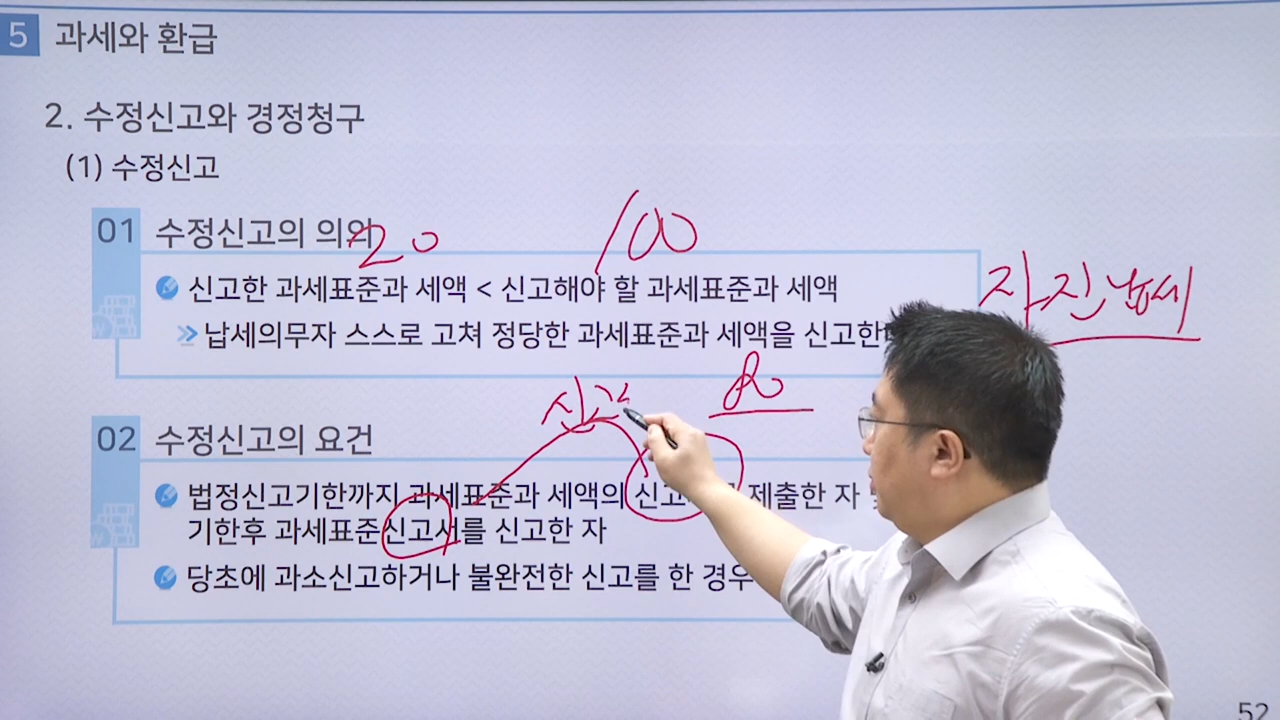 5 과세와 환급
2. 수정신고와 경정청구
(1) 수정신고
20
100
01 수정신고의 의의
신고한 과세표준과 세액 < 신고해야 할 과세표준과 세액
납세의무자 스스로 고쳐 정당한 과세표준과 세액을 신고한
자진납세
신고
80
02 수정신고의 요건
법정신고기한까지 과세표준과 세액의 신고 제출한 자
기한후 과세표준신고서를 신고한 자
당초에 과소신고하거나 불완전한 신고를 한 경우
52